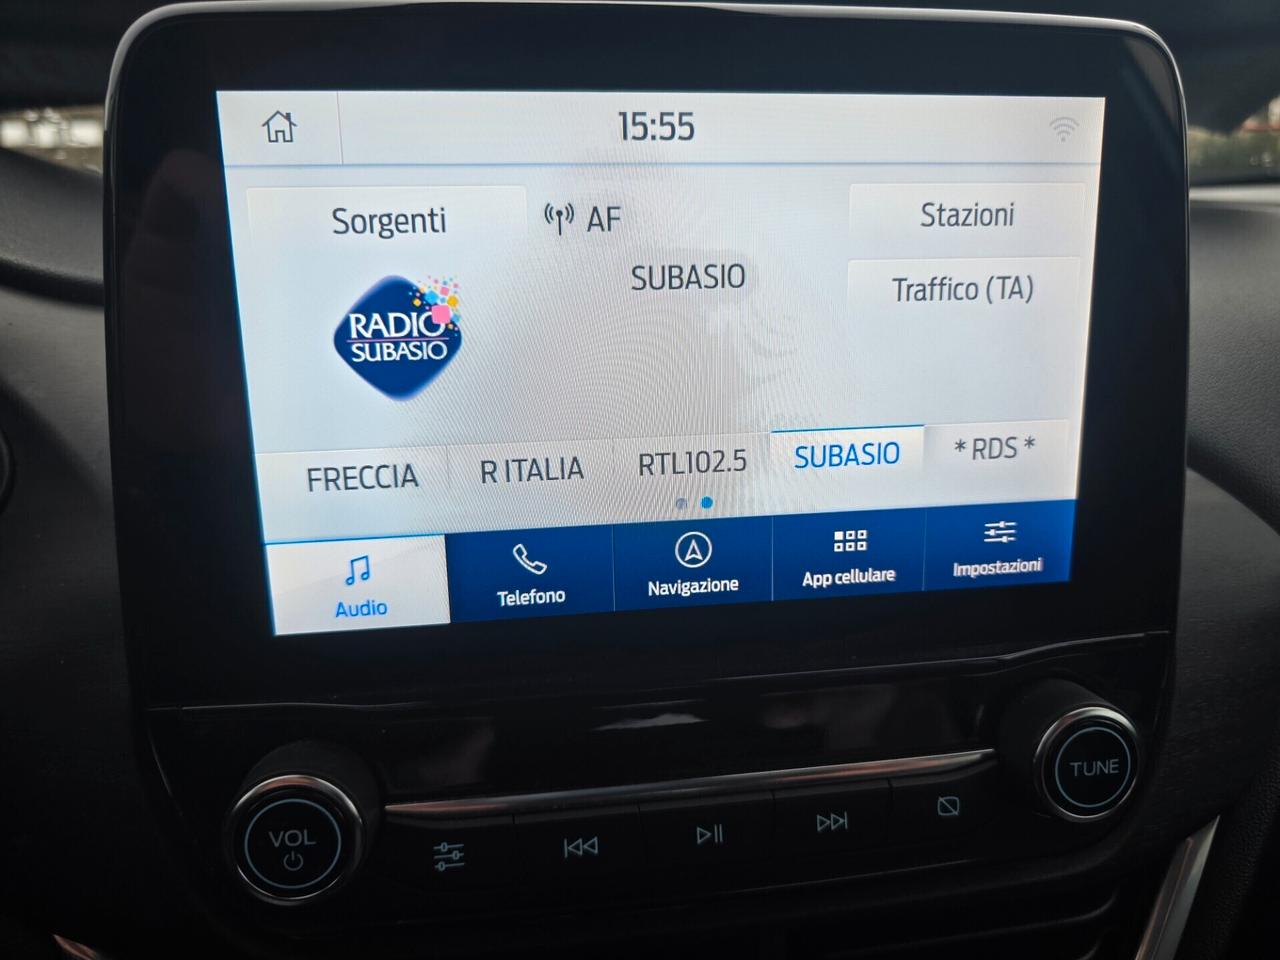 15:55
Sorgenti
AF
Stazioni
SUBASIO
Traffico (TA)
RADIO
SUBASIO
FRECCIA
R ITALIA
RTL102.5
SUBASIO
*RDS*
Audio
Telefono
Navigazione
App cellulare
Impostazioni
VOL
TUNE